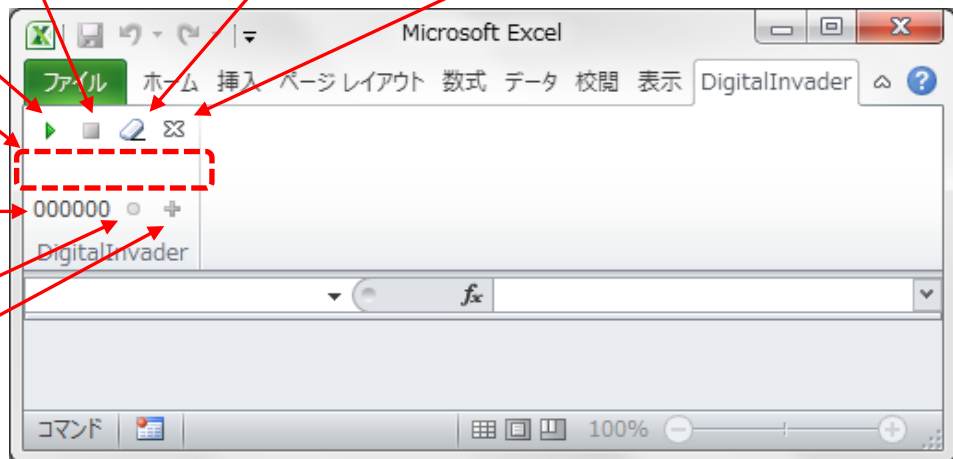 Microsoft Excel
ファイル ホーム 挿入 ページ レイアウト 数式 データ 校閲 表示 DigitalInvader
000000
DigitalInvader
fx
コマンド 100%